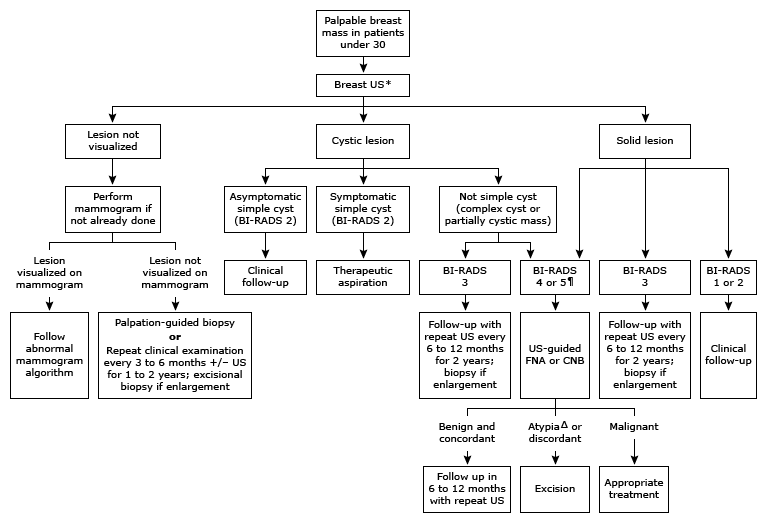 Palpable breast
mass in patients
under 30
Breast US*
Lesion not
visualized
Cystic lesion
Solid lesion
Perform
mammogram if
not already done
Asymptomatic
simple cyst
(BI-RADS 2)
Symptomatic
simple cyst
(BI-RADS 2)
Not simple cyst
(complex cyst or
partially cystic mass)
Lesion
visualized on
mammogram
Lesion not
visualized on
mammogram
Clinical
follow-up
Therapeutic
aspiration
BI-RADS
3
BI-RADS
4 or 5¶
BI-RADS
3
BI-RADS
1 or 2
Follow
abnormal
mammogram
algorithm
Palpation-guided biopsy
or
Repeat clinical examination
every 3 to 6 months +/– US
for 1 to 2 years; excisional
biopsy if enlargement
Follow-up with
repeat US every
6 to 12 months
for 2 years;
biopsy if
enlargement
US-guided
FNA or CNB
Follow-up with
repeat US every
6 to 12 months
for 2 years;
biopsy if
enlargement
Clinical
follow-up
Benign and
concordant
AtypiaΔ or
discordant
Malignant
Follow up in
6 to 12 months
with repeat US
Excision
Appropriate
treatment